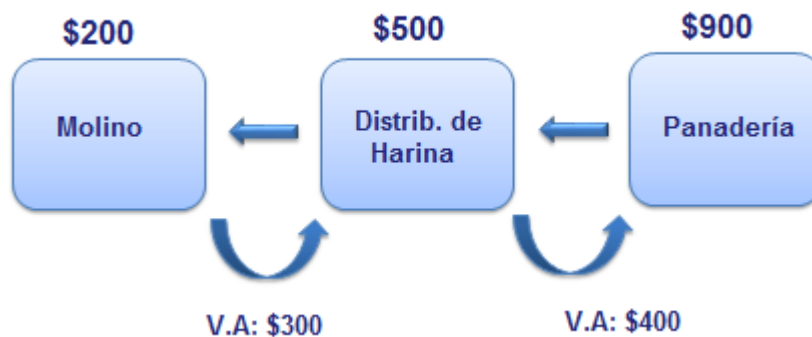 $200
$500
$900
Molino
Distrib. de
Harina
Panadería
V.A: $300
V.A: $400